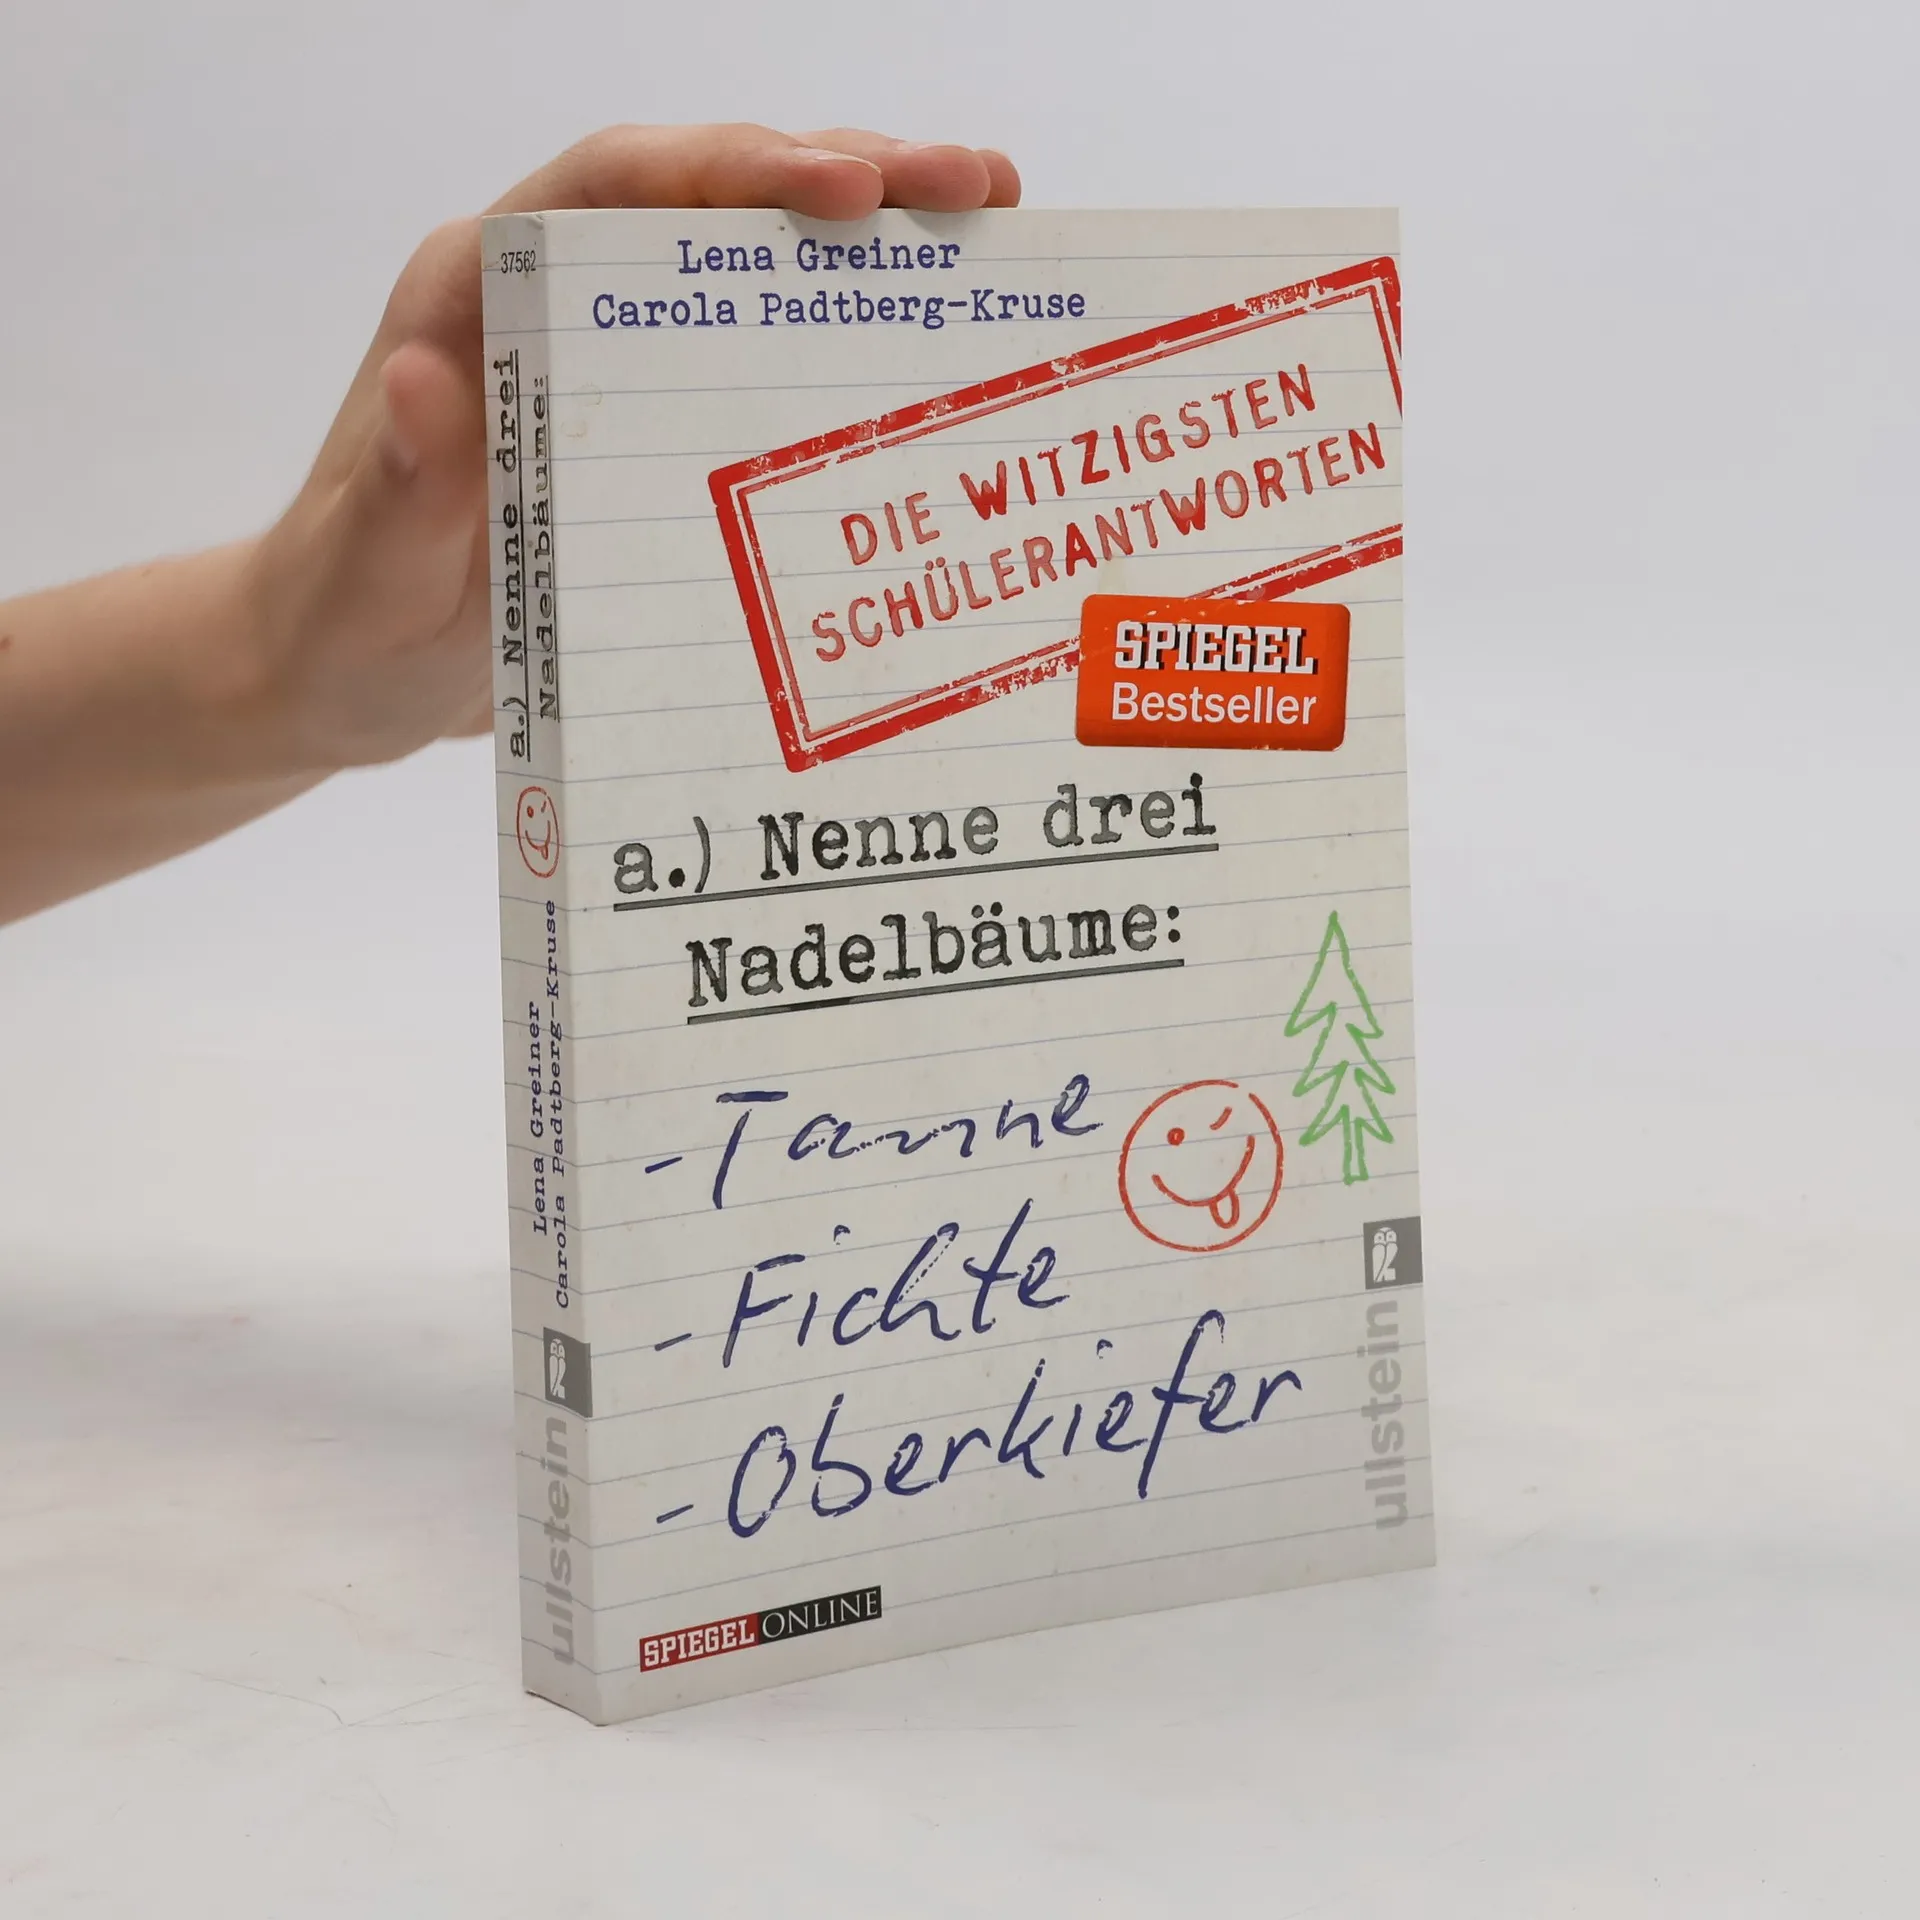 37562
a.) Nenne drei
Nadelbäume:
Lena Greiner
Carola Padtberg-Kruse
ullstein
Lena Greiner
Carola Padtberg-Kruse
DIE WITZIGSTEN
SCHÜLERANTWORTEN
SPIEGEL
Bestseller
a.) Nenne drei
Nadelbäume:
- Tanne
- Fichte
- Oberkiefer
ullstein
SPIEGEL ONLINE